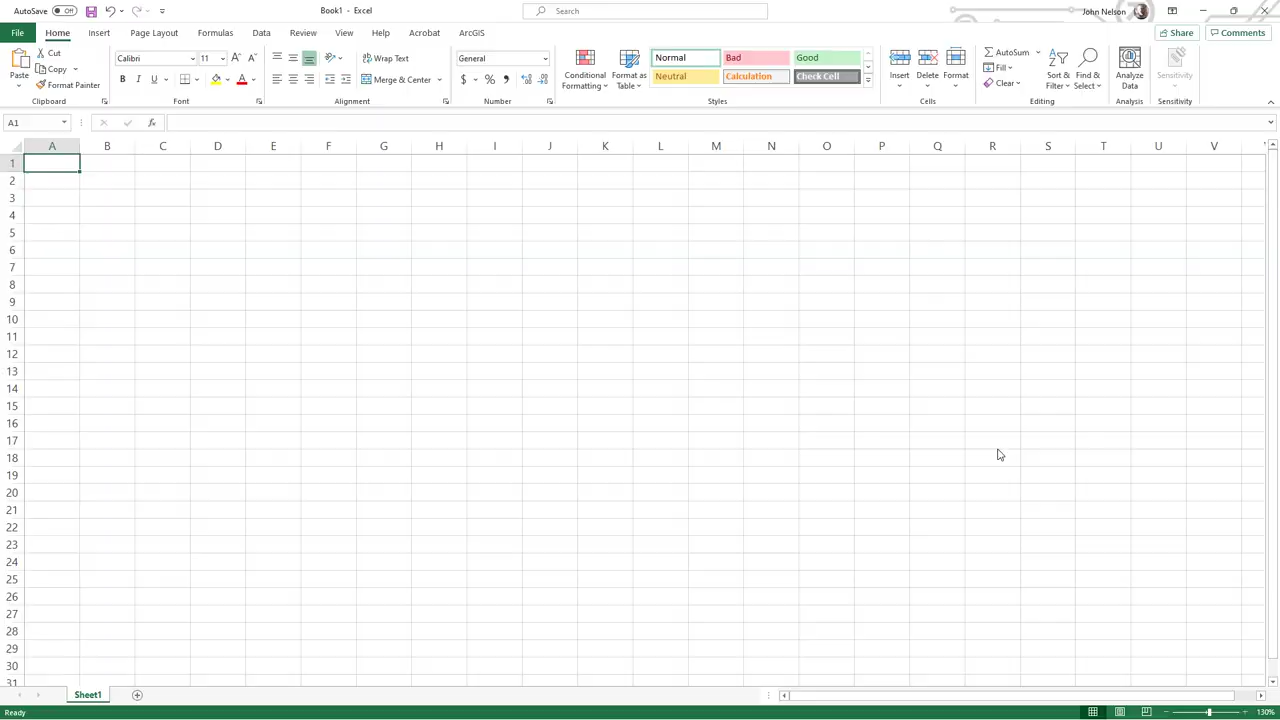 AutoSave Off Book1 - Excel Search John Nelson
File Home Insert Page Layout Formulas Data Review View Help Acrobat ArcGIS Share Comments
Paste
Cut
Copy
Format Painter
Clipboard
Calibri 11
B I U A
Font
Wrap Text
Merge & Center
Alignment
General
$ % ,
Number
Conditional Formatting
Format as Table
Normal Bad Good
Neutral Calculation Check Cell
Styles
Insert Delete Format
Cells
AutoSum
Fill
Clear
Sort & Filter
Find & Select
Editing
Analyze Data
Analysis
Sensitivity
Sensitivity
A1 fx
A B C D E F G H I J K L M N O P Q R S T U V
1
2
3
4
5
6
7
8
9
10
11
12
13
14
15
16
17
18
19
20
21
22
23
24
25
26
27
28
29
30
31
Sheet1
Ready 130%